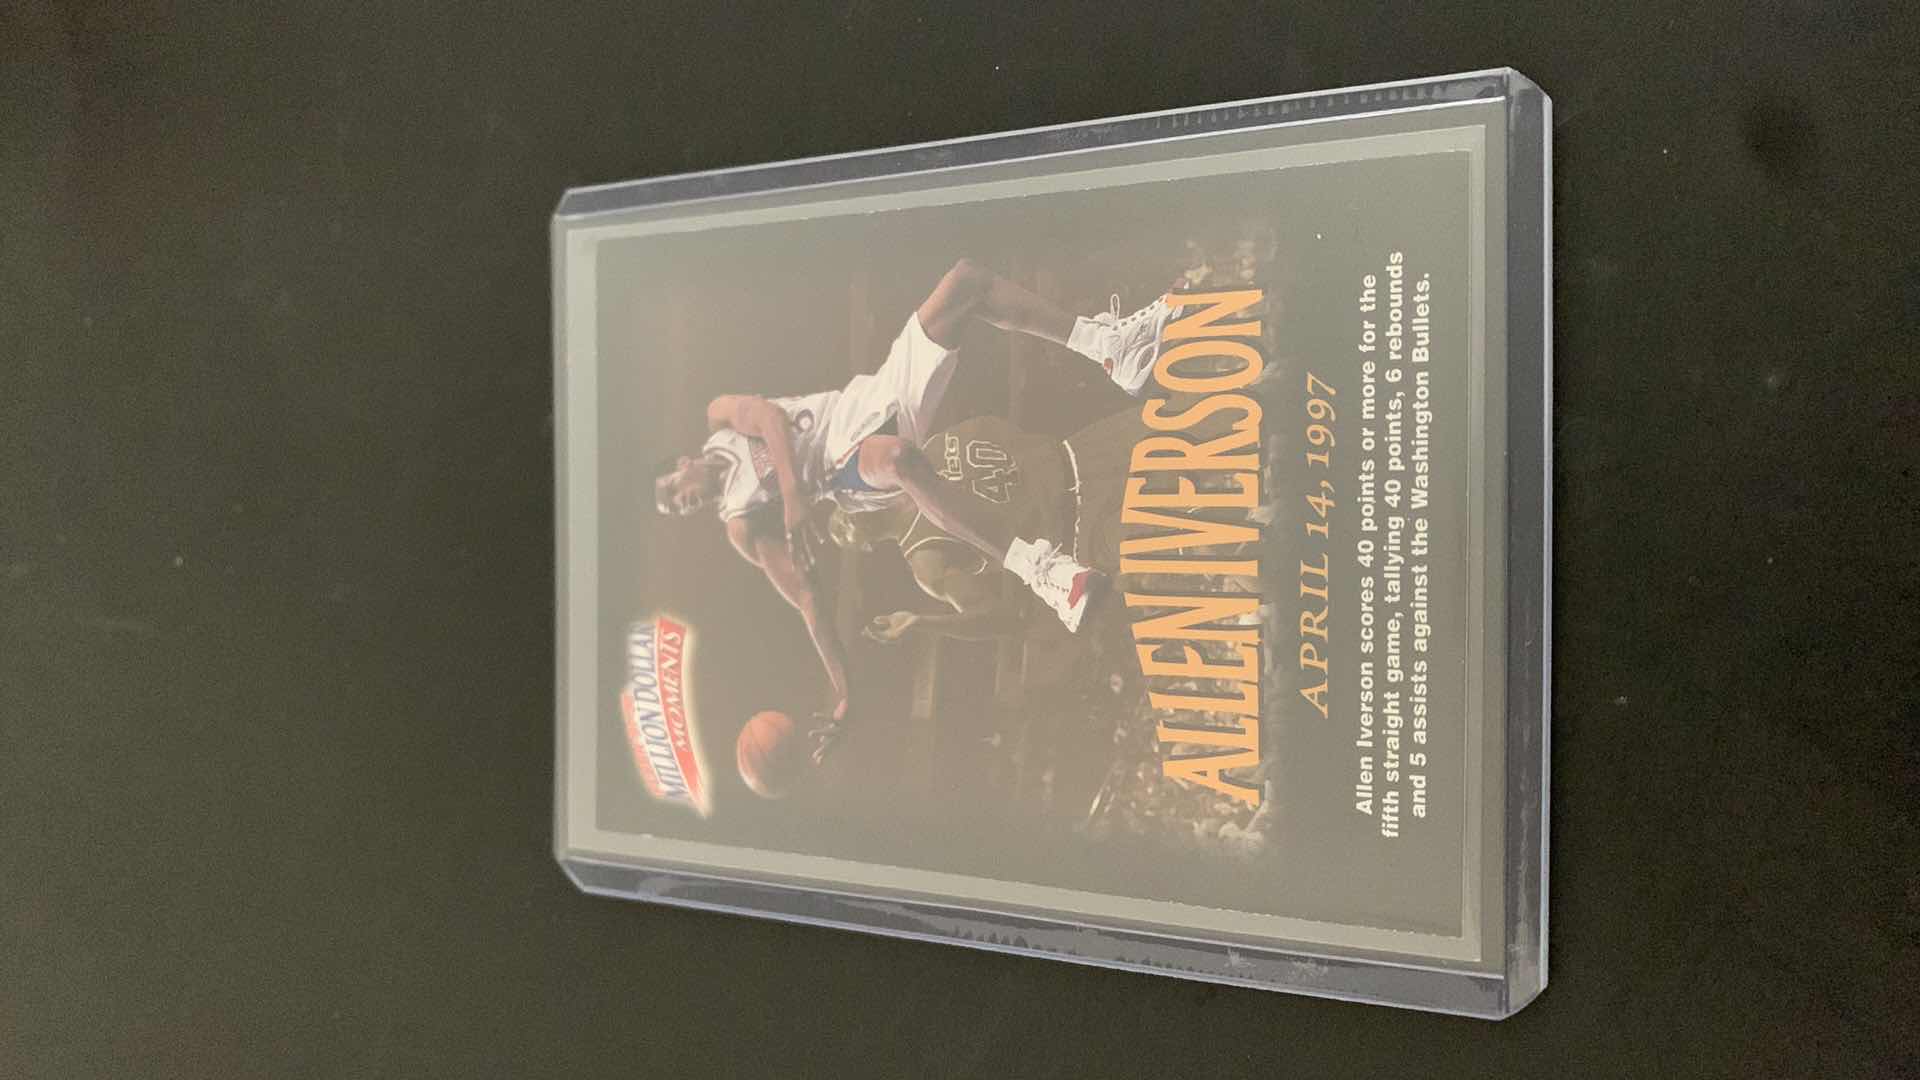 MILLION DOLLAR
MOMENTS
40
ALLEN IVERSON
APRIL 14, 1997
Allen Iverson scores 40 points or more for the
fifth straight game, tallying 40 points, 6 rebounds
and 5 assists against the Washington Bullets.